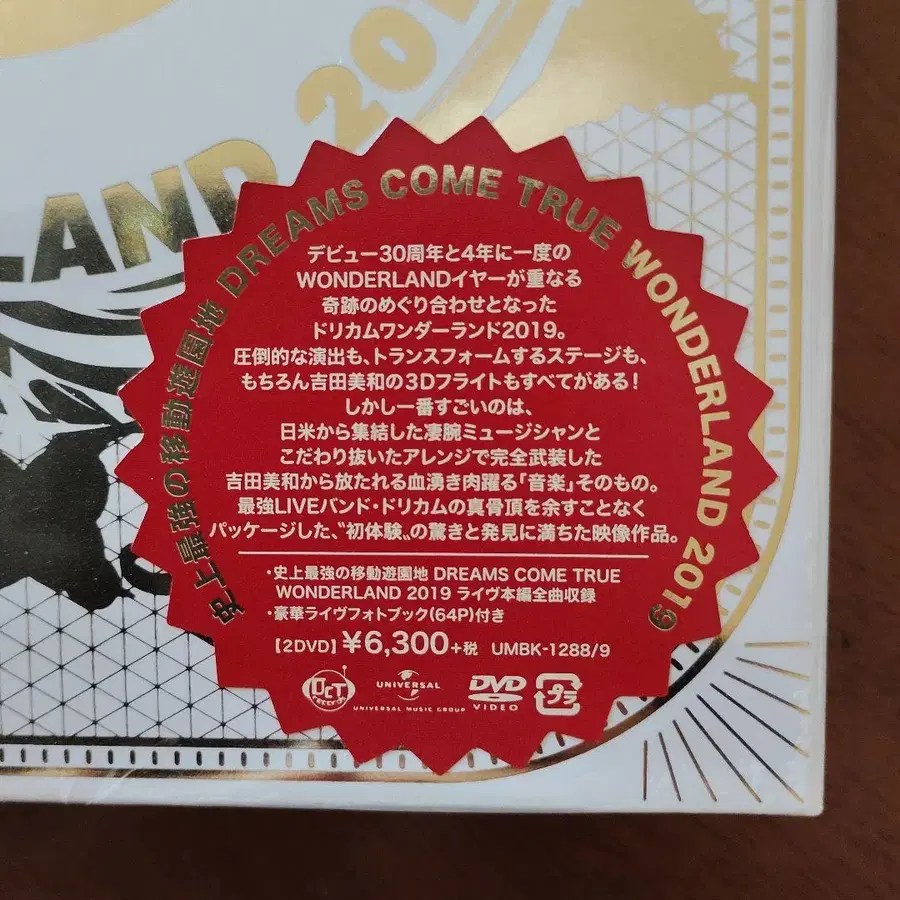 LAND 201
史上最強の移動遊園地 DREAMS COME TRUE WONDERLAND 2019
デビュー30周年と4年に一度の
WONDERLANDイヤーが重なる
奇跡のめぐり合わせとなった
ドリカムワンダーランド2019。
圧倒的な演出も、トランスフォームするステージも、
もちろん吉田美和の3Dフライトもすべてがある!
しかし一番すごいのは、
日米から集結した凄腕ミュージシャンと
こだわり抜いたアレンジで完全武装した
吉田美和から放たれる血湧き肉躍る「音楽」そのもの。
最強LIVEバンド・ドリカムの真骨頂を余すことなく
パッケージした、〝初体験〟の驚きと発見に満ちた映像作品。
・史上最強の移動遊園地 DREAMS COME TRUE
WONDERLAND 2019 ライヴ本編全曲収録
・豪華ライヴフォトブック(64P)付き
【2DVD】 ¥6,300+税 UMBK-1288/9
DCT records
UNIVERSAL
UNIVERSAL MUSIC GROUP
DVD VIDEO
プラ